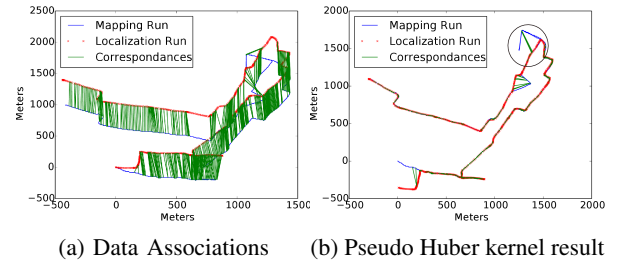 2500
2000
1500
1000
500
0
−500
Meters
−500 0 500 1000 1500
Meters
Mapping Run
Localization Run
Correspondances
(a) Data Associations
2000
1500
1000
500
0
−500
Meters
−500 0 500 1000 1500 2000
Meters
Mapping Run
Localization Run
Correspondances
(b) Pseudo Huber kernel result